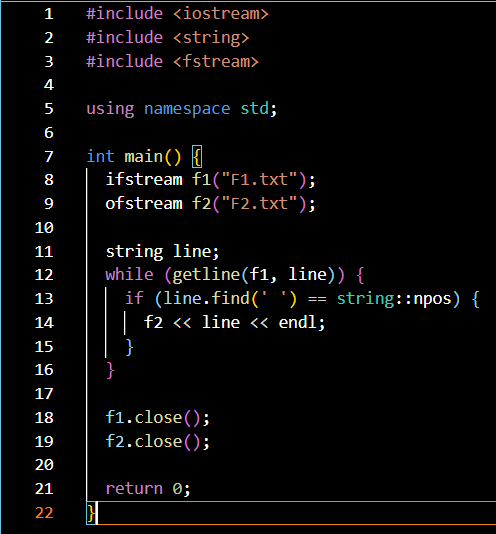 1 #include <iostream>
2 #include <string>
3 #include <fstream>
4
5 using namespace std;
6
7 int main() {
8   ifstream f1("F1.txt");
9   ofstream f2("F2.txt");
10
11   string line;
12   while (getline(f1, line)) {
13     if (line.find(' ') == string::npos) {
14       f2 << line << endl;
15     }
16   }
17
18   f1.close();
19   f2.close();
20
21   return 0;
22 }